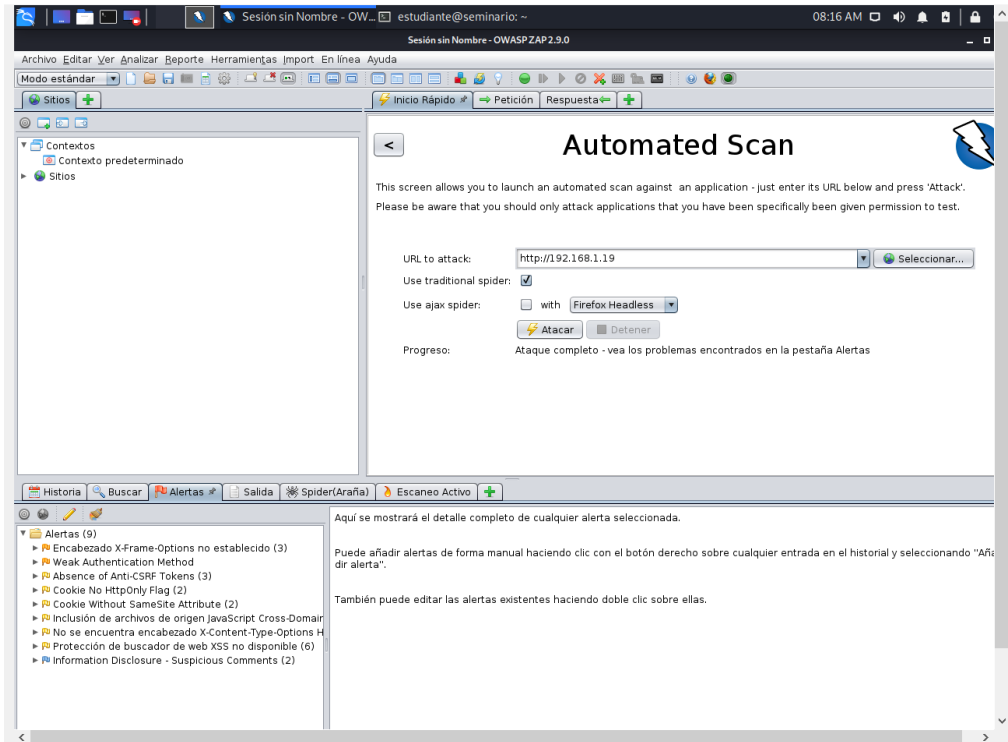 Sesión sin Nombre - OW... estudiante@seminario: ~ 08:16 AM
Sesión sin Nombre - OWASP ZAP 2.9.0
Archivo Editar Ver Analizar Reporte Herramientas Import En línea Ayuda
Modo estándar
Sitios
Inicio Rápido Petición Respuesta
Contextos
Contexto predeterminado
Sitios
<
Automated Scan
This screen allows you to launch an automated scan against an application - just enter its URL below and press 'Attack'.
Please be aware that you should only attack applications that you have been specifically been given permission to test.
URL to attack: http://192.168.1.19 Seleccionar...
Use traditional spider:
Use ajax spider: with Firefox Headless
Atacar Detener
Progreso: Ataque completo - vea los problemas encontrados en la pestaña Alertas
Historia Buscar Alertas Salida Spider(Araña) Escaneo Activo
Alertas (9)
Encabezado X-Frame-Options no establecido (3)
Weak Authentication Method
Absence of Anti-CSRF Tokens (3)
Cookie No HttpOnly Flag (2)
Cookie Without SameSite Attribute (2)
Inclusión de archivos de origen JavaScript Cross-Domair
No se encuentra encabezado X-Content-Type-Options H
Protección de buscador de web XSS no disponible (6)
Information Disclosure - Suspicious Comments (2)
Aquí se mostrará el detalle completo de cualquier alerta seleccionada.
Puede añadir alertas de forma manual haciendo clic con el botón derecho sobre cualquier entrada en el historial y seleccionando "Aña
dir alerta".
También puede editar las alertas existentes haciendo doble clic sobre ellas.